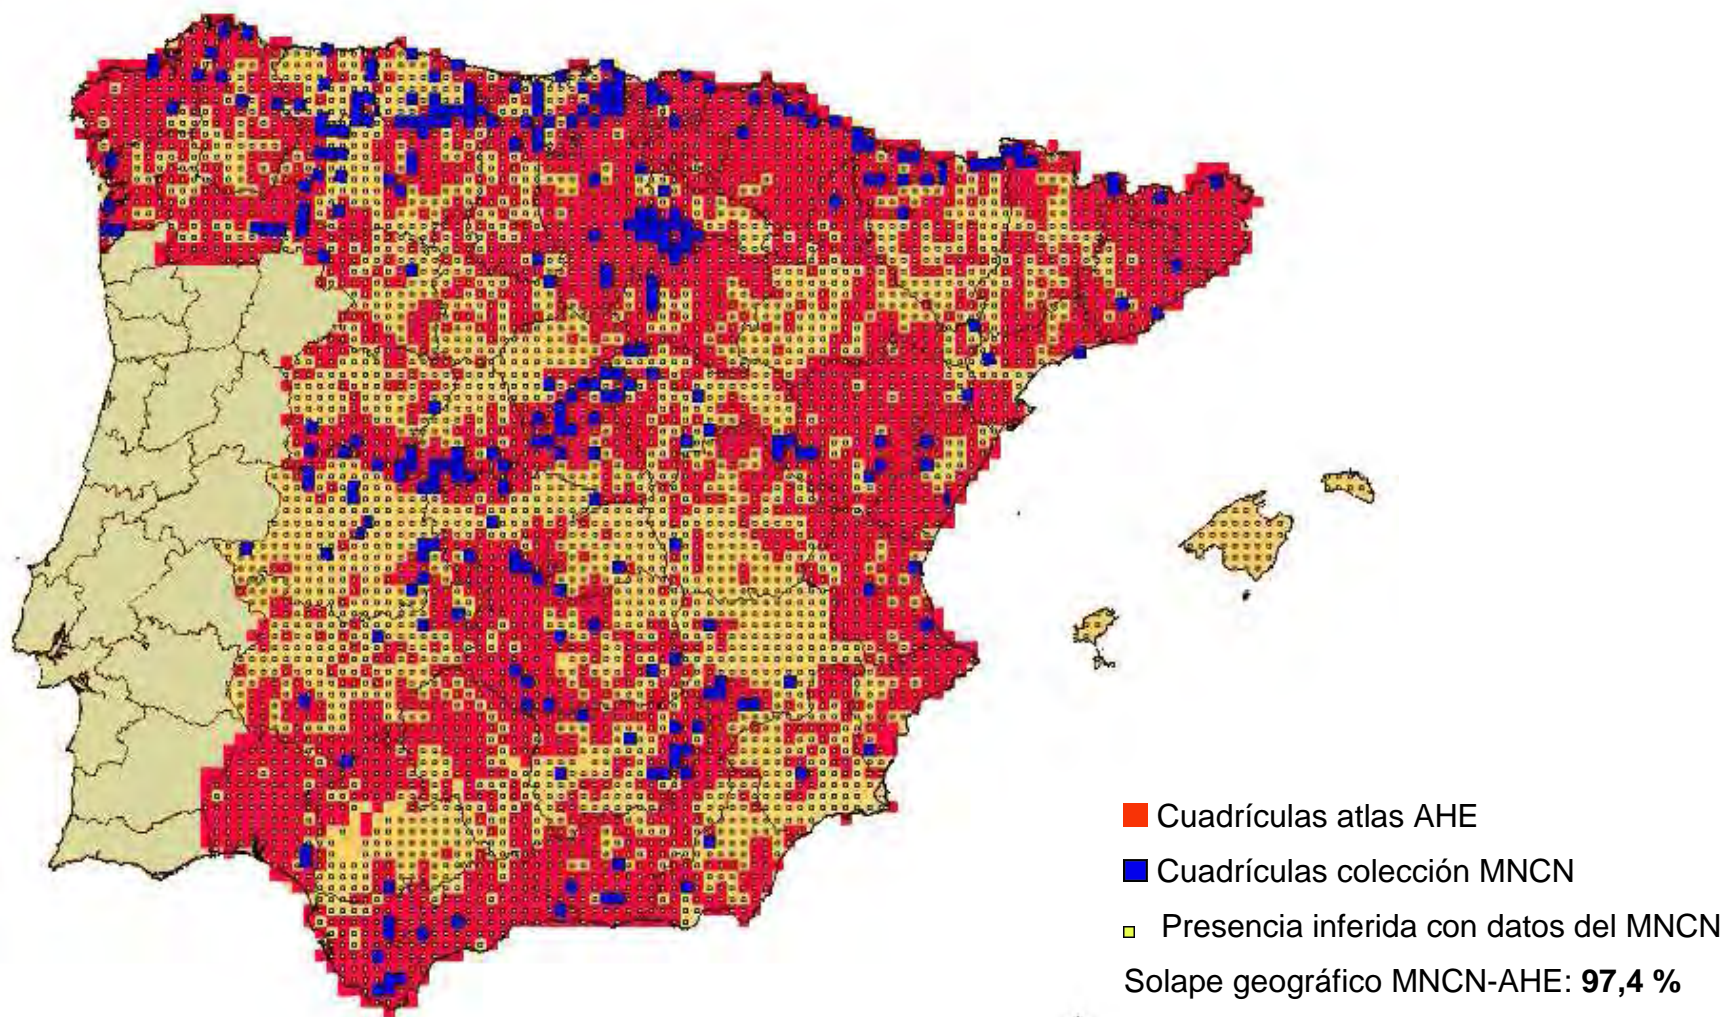 Cuadrículas atlas AHE
Cuadrículas colección MNCN
Presencia inferida con datos del MNCN
Solape geográfico MNCN-AHE: 97,4 %